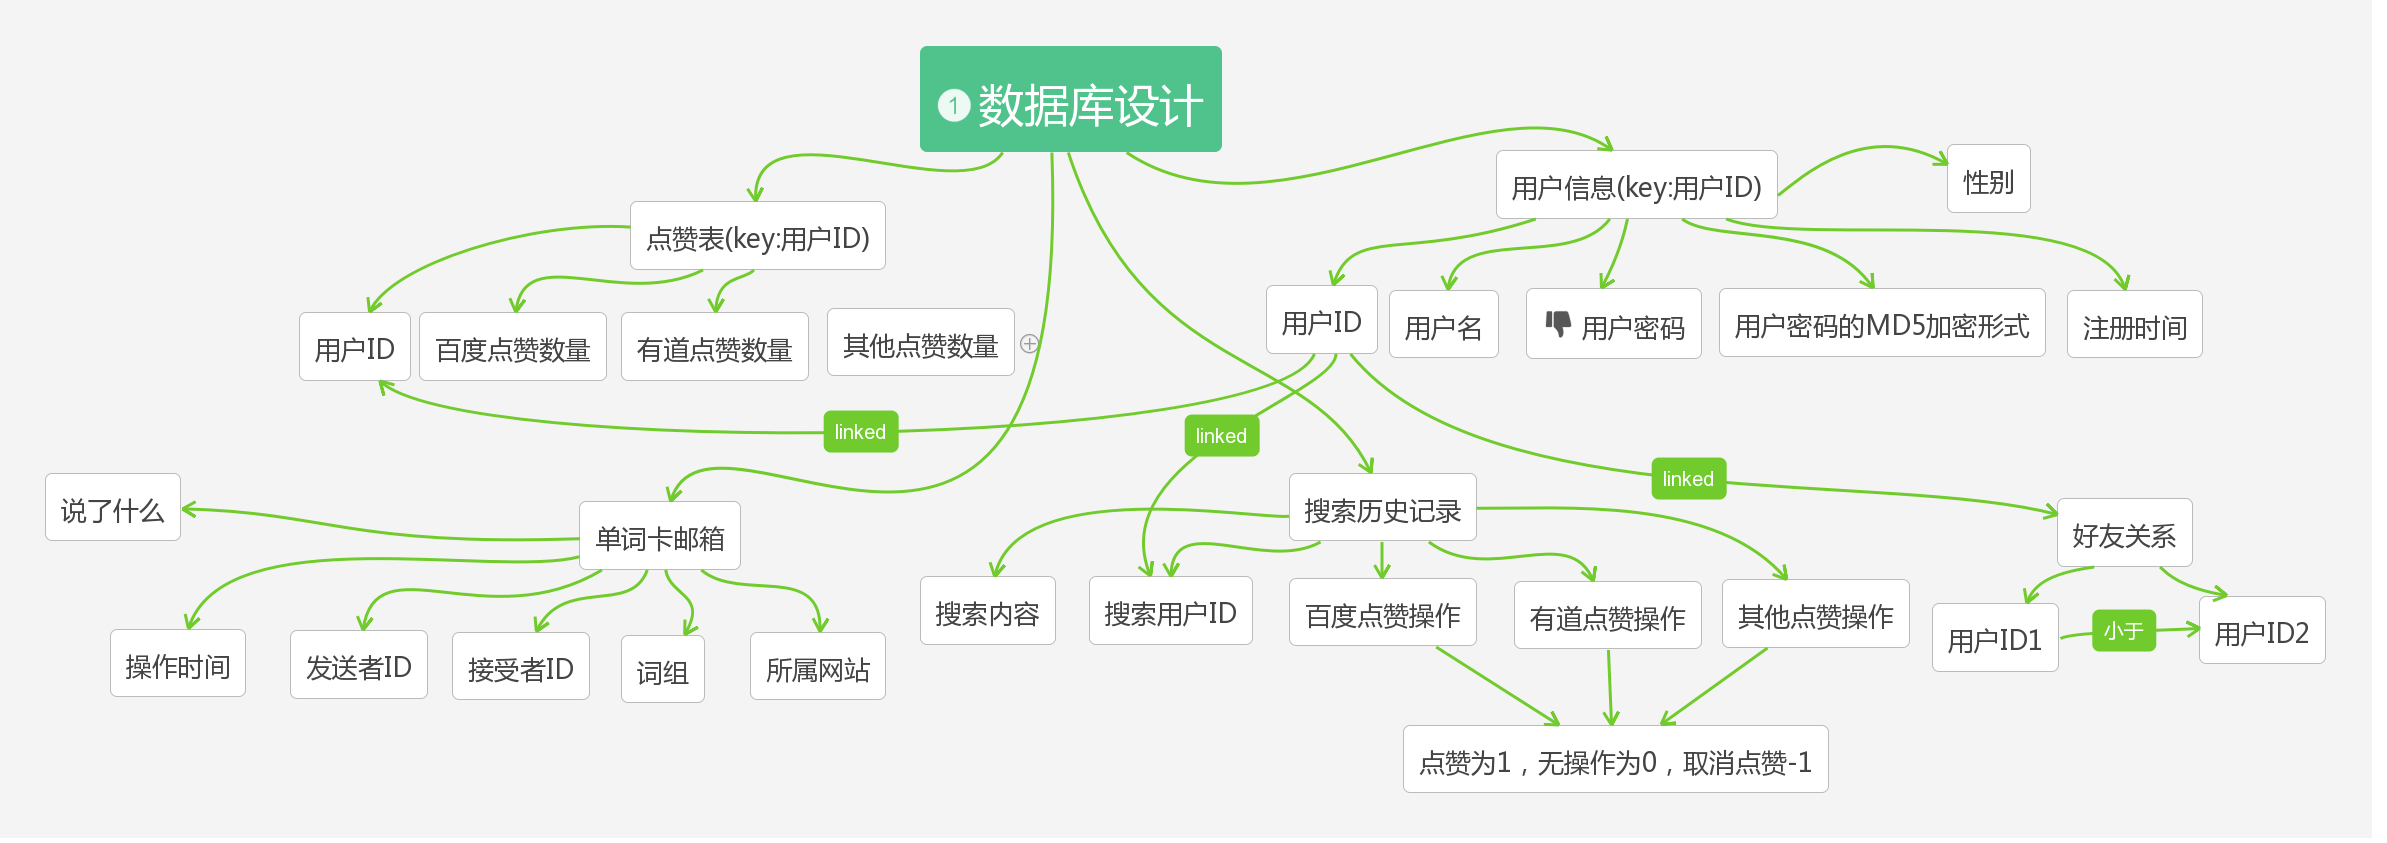 1 数据库设计
用户信息(key:用户ID)
性别
点赞表(key:用户ID)
用户ID
百度点赞数量
有道点赞数量
其他点赞数量
用户ID
用户名
用户密码
用户密码的MD5加密形式
注册时间
linked
linked
linked
说了什么
单词卡邮箱
搜索历史记录
好友关系
操作时间
发送者ID
接受者ID
词组
所属网站
搜索内容
搜索用户ID
百度点赞操作
有道点赞操作
其他点赞操作
用户ID1
小于
用户ID2
点赞为1，无操作为0，取消点赞-1